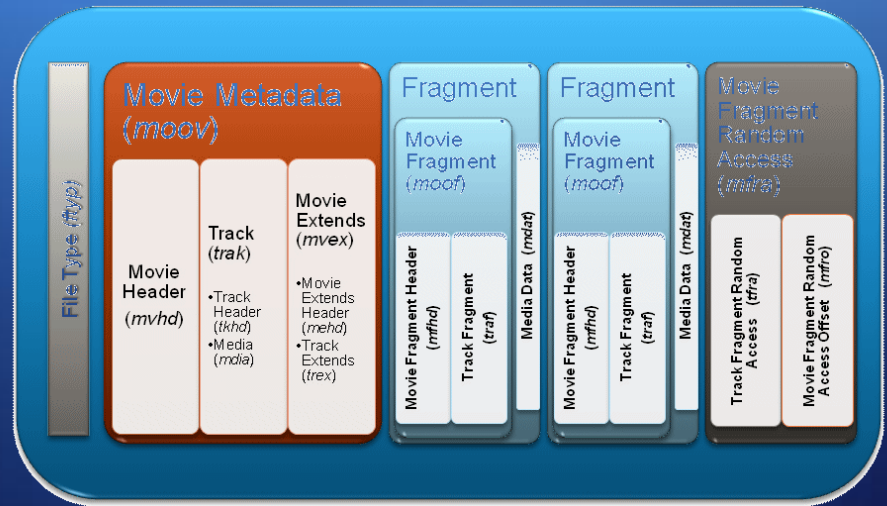 File Type (ftyp)
Movie Metadata
(moov)
Movie
Header
(mvhd)
Track
(trak)
•Track
Header
(tkhd)
•Media
(mdia)
Movie
Extends
(mvex)
•Movie
Extends
Header
(mehd)
•Track
Extends
(trex)
Fragment
Movie
Fragment
(moof)
Movie Fragment Header
(mfhd)
Track Fragment
(traf)
Media Data (mdat)
Fragment
Movie
Fragment
(moof)
Movie Fragment Header
(mfhd)
Track Fragment
(traf)
Media Data (mdat)
Movie
Fragment
Random
Access
(mfra)
Track Fragment Random
Access (tfra)
Movie Fragment Random
Access Offset (mfro)